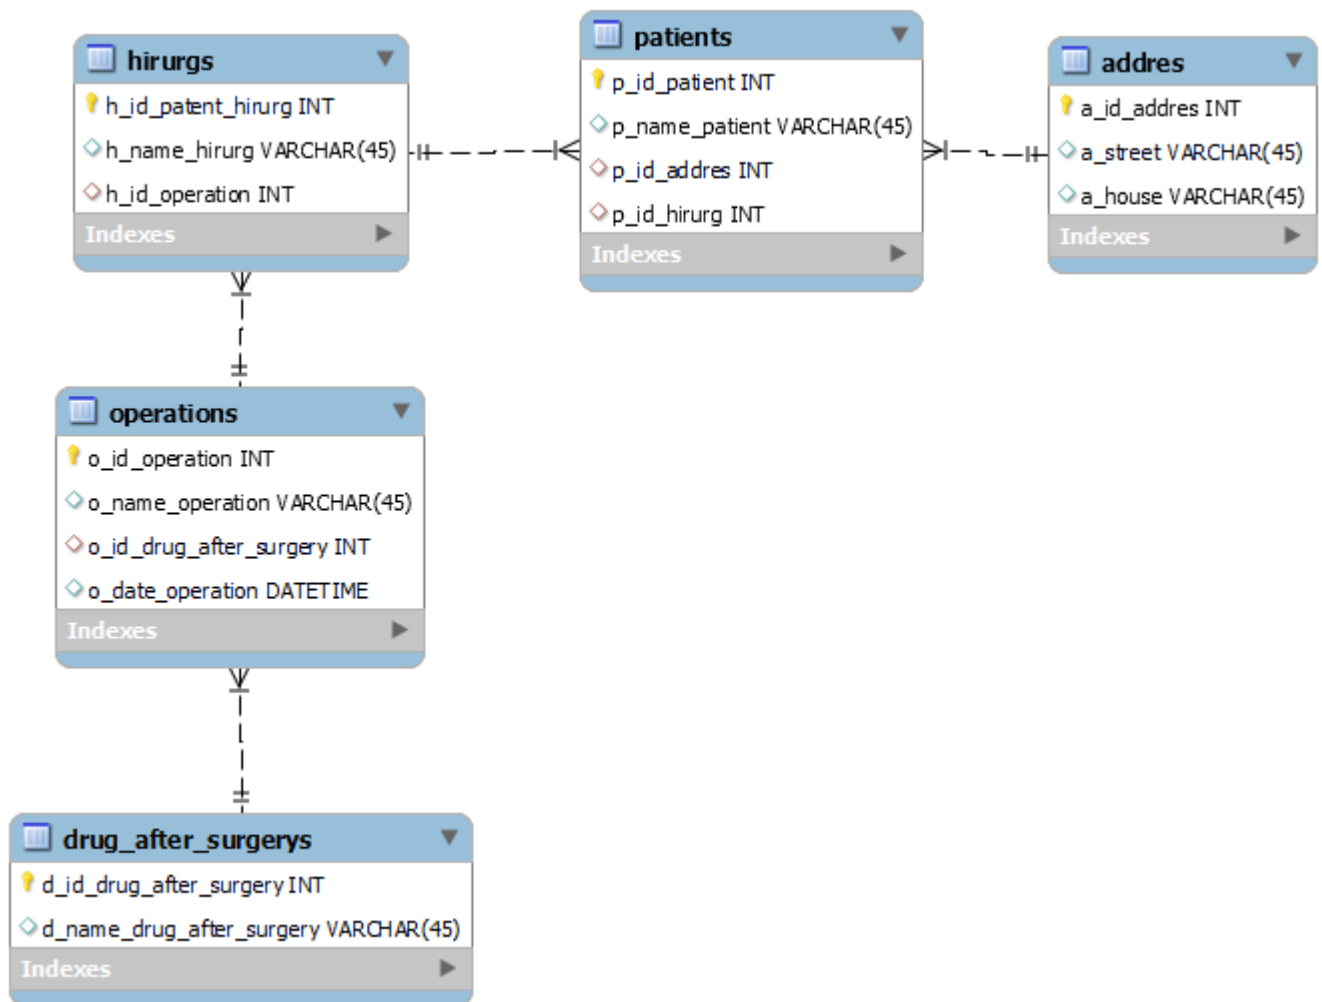 hirurgs
h_id_patent_hirurg INT
h_name_hirurg VARCHAR(45)
h_id_operation INT
Indexes
patients
p_id_patient INT
p_name_patient VARCHAR(45)
p_id_addres INT
p_id_hirurg INT
Indexes
addres
a_id_addres INT
a_street VARCHAR(45)
a_house VARCHAR(45)
Indexes
operations
o_id_operation INT
o_name_operation VARCHAR(45)
o_id_drug_after_surgery INT
o_date_operation DATETIME
Indexes
drug_after_surgerys
d_id_drug_after_surgery INT
d_name_drug_after_surgery VARCHAR(45)
Indexes